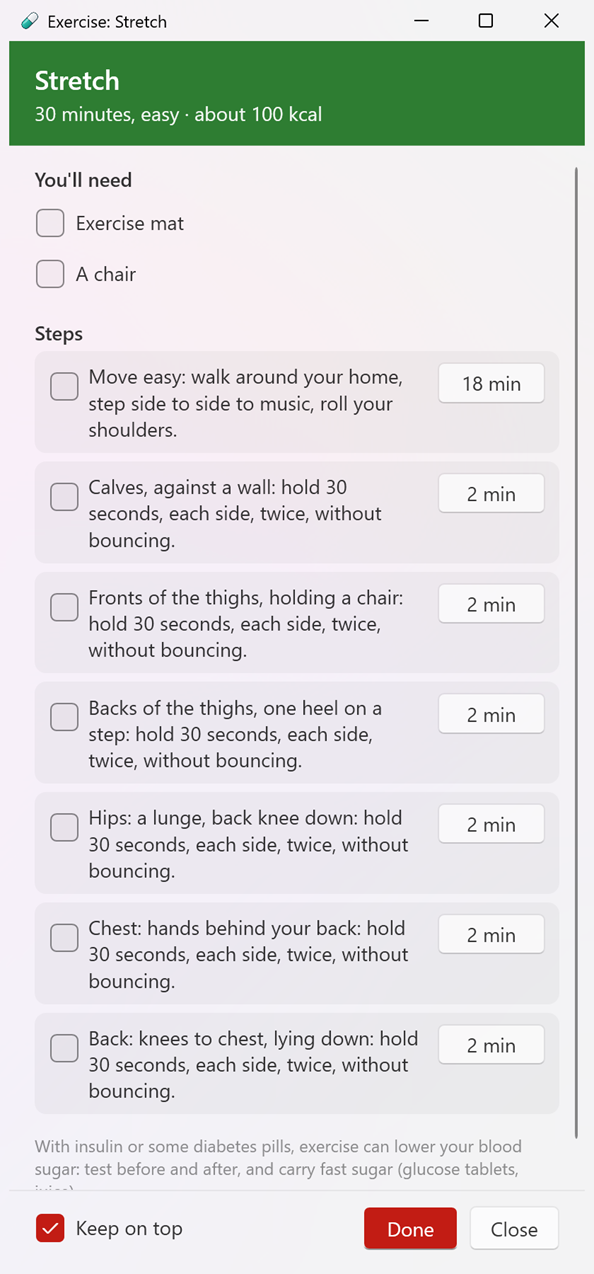 Exercise: Stretch
Stretch
30 minutes, easy · about 100 kcal
You'll need
Exercise mat
A chair
Steps
Move easy: walk around your home,
step side to side to music, roll your
shoulders.
18 min
Calves, against a wall: hold 30
seconds, each side, twice, without
bouncing.
2 min
Fronts of the thighs, holding a chair:
hold 30 seconds, each side, twice,
without bouncing.
2 min
Backs of the thighs, one heel on a
step: hold 30 seconds, each side,
twice, without bouncing.
2 min
Hips: a lunge, back knee down: hold
30 seconds, each side, twice, without
bouncing.
2 min
Chest: hands behind your back: hold
30 seconds, each side, twice, without
bouncing.
2 min
Back: knees to chest, lying down: hold
30 seconds, each side, twice, without
bouncing.
2 min
With insulin or some diabetes pills, exercise can lower your blood
sugar: test before and after, and carry fast sugar (glucose tablets,
Keep on top
Done
Close